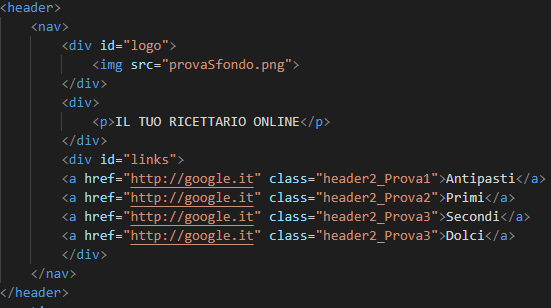 <header>
<nav>
<div id="logo">
<img src="provaSfondo.png">
</div>
<div>
<p>IL TUO RICETTARIO ONLINE</p>
</div>
<div id="links">
<a href="http://google.it" class="header2_Prova1">Antipasti</a>
<a href="http://google.it" class="header2_Prova2">Primi</a>
<a href="http://google.it" class="header2_Prova3">Secondi</a>
<a href="http://google.it" class="header2_Prova3">Dolci</a>
</div>
</nav>
</header>